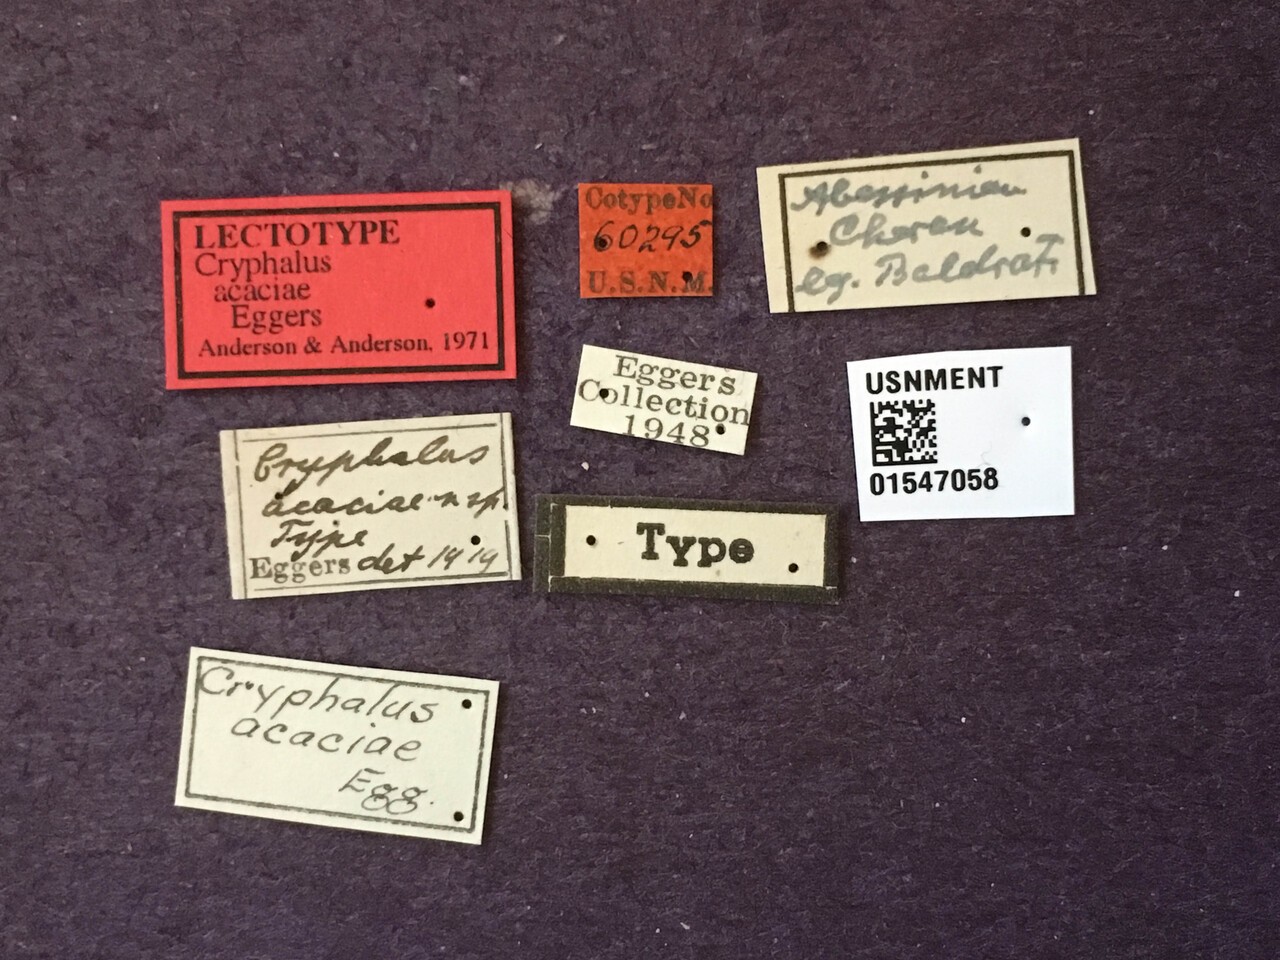 LECTOTYPE
Cryphalus
acaciae
Eggers
Anderson & Anderson, 1971
CotypeNo
60295
U.S.N.M.
Abessinien
Cheren
lg. Baldrati
Eggers
Collection
1948
USNMENT
01547058
Cryphalus
acaciae n sp.
Type
Eggers det 1919
Type
Cryphalus
acaciae
Egg.